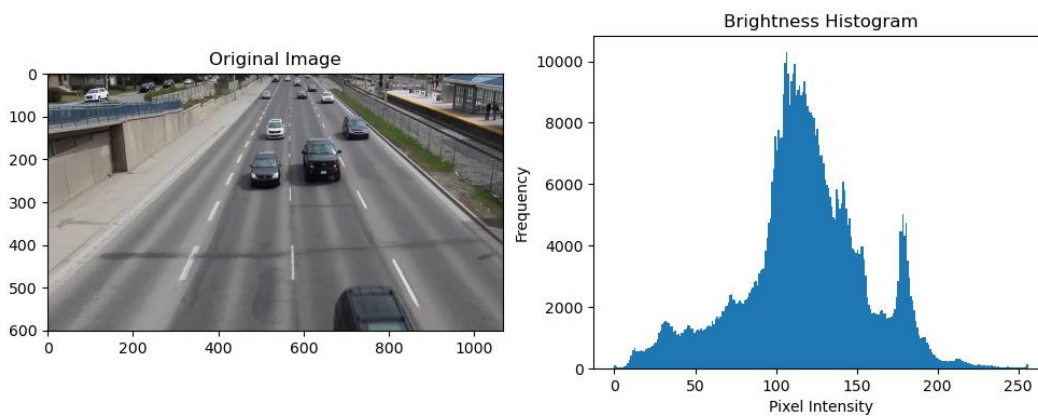 Original Image
0
100
200
300
400
500
600
0 200 400 600 800 1000
Brightness Histogram
Frequency
10000
8000
6000
4000
2000
0
0 50 100 150 200 250
Pixel Intensity